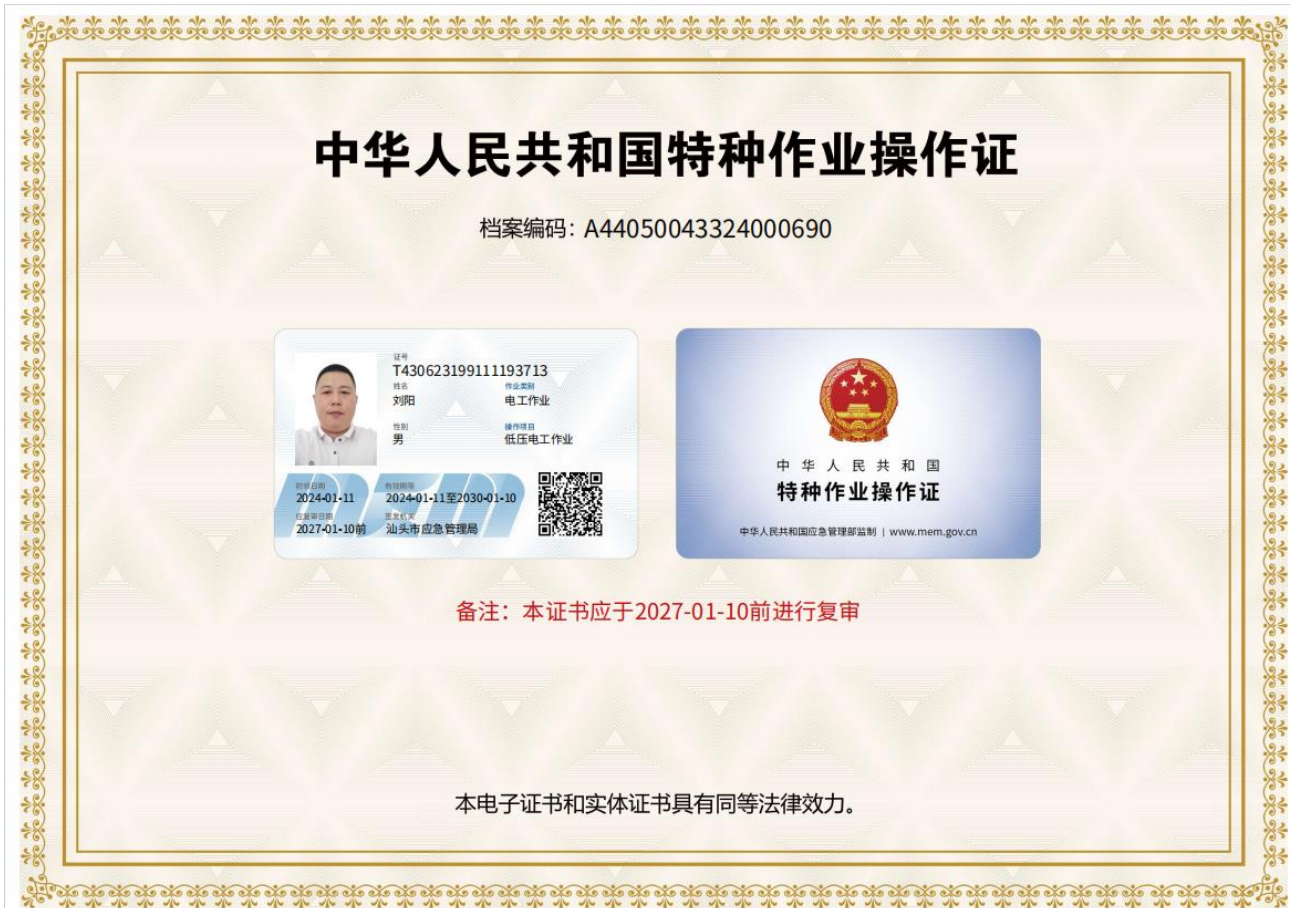 中华人民共和国特种作业操作证
档案编码：A44050043324000690
证号
T430623199111193713
姓名 作业类别
刘阳 电工作业
性别 操作项目
男 低压电工作业
初领日期 有效期限
2024-01-11 2024-01-11至2030-01-10
应复审日期 签发机关
2027-01-10前 汕头市应急管理局
中华人民共和国
特种作业操作证
中华人民共和国应急管理部监制 | www.mem.gov.cn
备注：本证书应于2027-01-10前进行复审
本电子证书和实体证书具有同等法律效力。